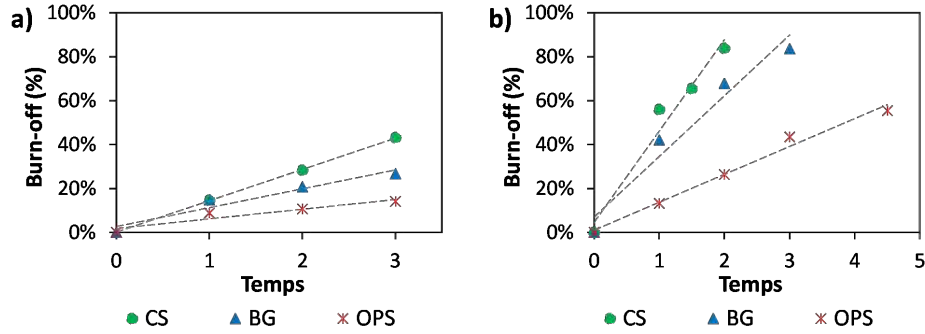 a)
100%
80%
60%
40%
20%
0%
Burn-off (%)
0 1 2 3
Temps
CS BG OPS
b)
100%
80%
60%
40%
20%
0%
Burn-off (%)
0 1 2 3 4 5
Temps
CS BG OPS